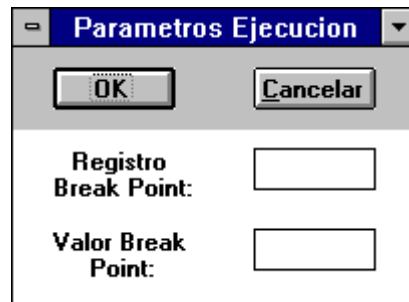 Parametros Ejecucion
OK
Cancelar
Registro
Break Point:
Valor Break
Point: